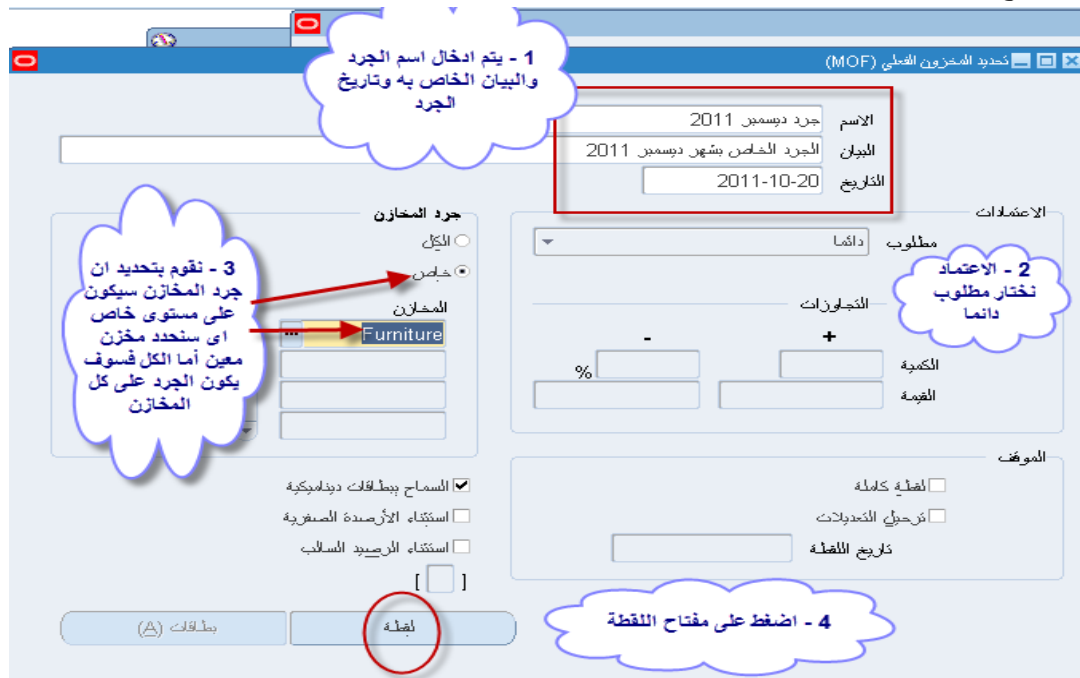 1 - يتم ادخال اسم الجرد
والبيان الخاص به وتاريخ
الجرد
تحديد المخزون الفعلي (MOF)
الاسم
جرد ديسمبر 2011
البيان
الجرد الخاص بشهر ديسمبر 2011
التاريخ
2011-10-20
الاعتمادات
مطلوب
دائما
2 - الاعتماد
نختار مطلوب
دائما
التجاوزات
+
-
الكمية
%
القيمة
جرد المخازن
الكل
خاص
المخازن
Furniture
...
3 - نقوم بتحديد ان
جرد المخازن سيكون
على مستوى خاص
اى سنحدد مخزن
معين أما الكل فسوف
يكون الجرد على كل
المخازن
الموقف
لقطة كاملة
ترحيل التعديلات
تاريخ اللقطة
السماح ببطاقات ديناميكية
استثناء الأرصدة الصفرية
استثناء الرصيد السالب
[ ]
4 - اضغط على مفتاح اللقطة
لقطة
بطاقات (A)